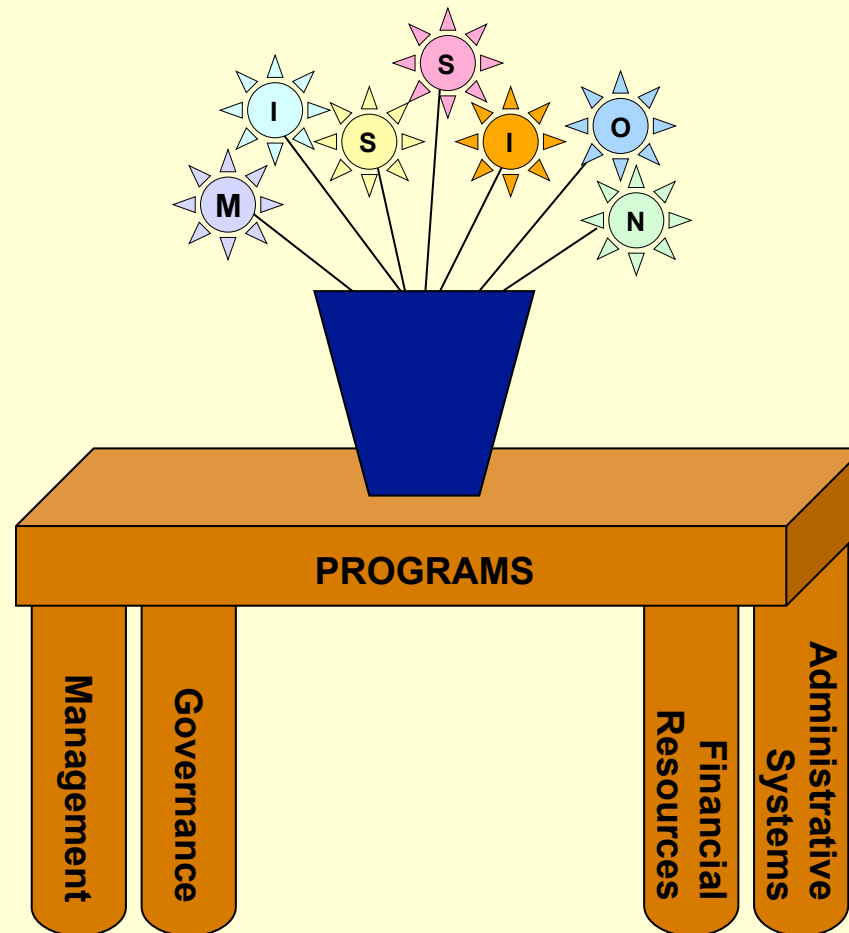 M I S S I O N
PROGRAMS
Management
Governance
Financial
Resources
Administrative
Systems